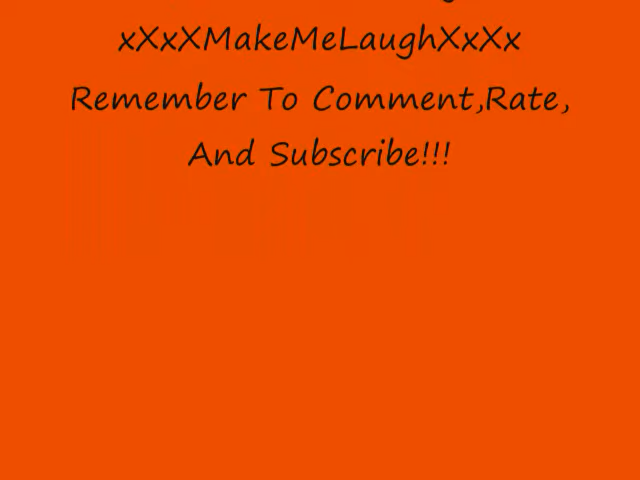 xXxXMakeMeLaughXxXx
Remember To Comment,Rate,
And Subscribe!!!